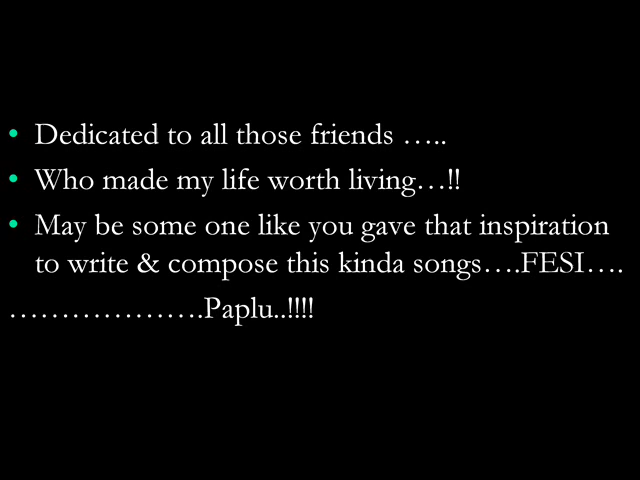 • Dedicated to all those friends …..
• Who made my life worth living…!!
• May be some one like you gave that inspiration
to write & compose this kinda songs….FESI….
……………….Paplu..!!!!